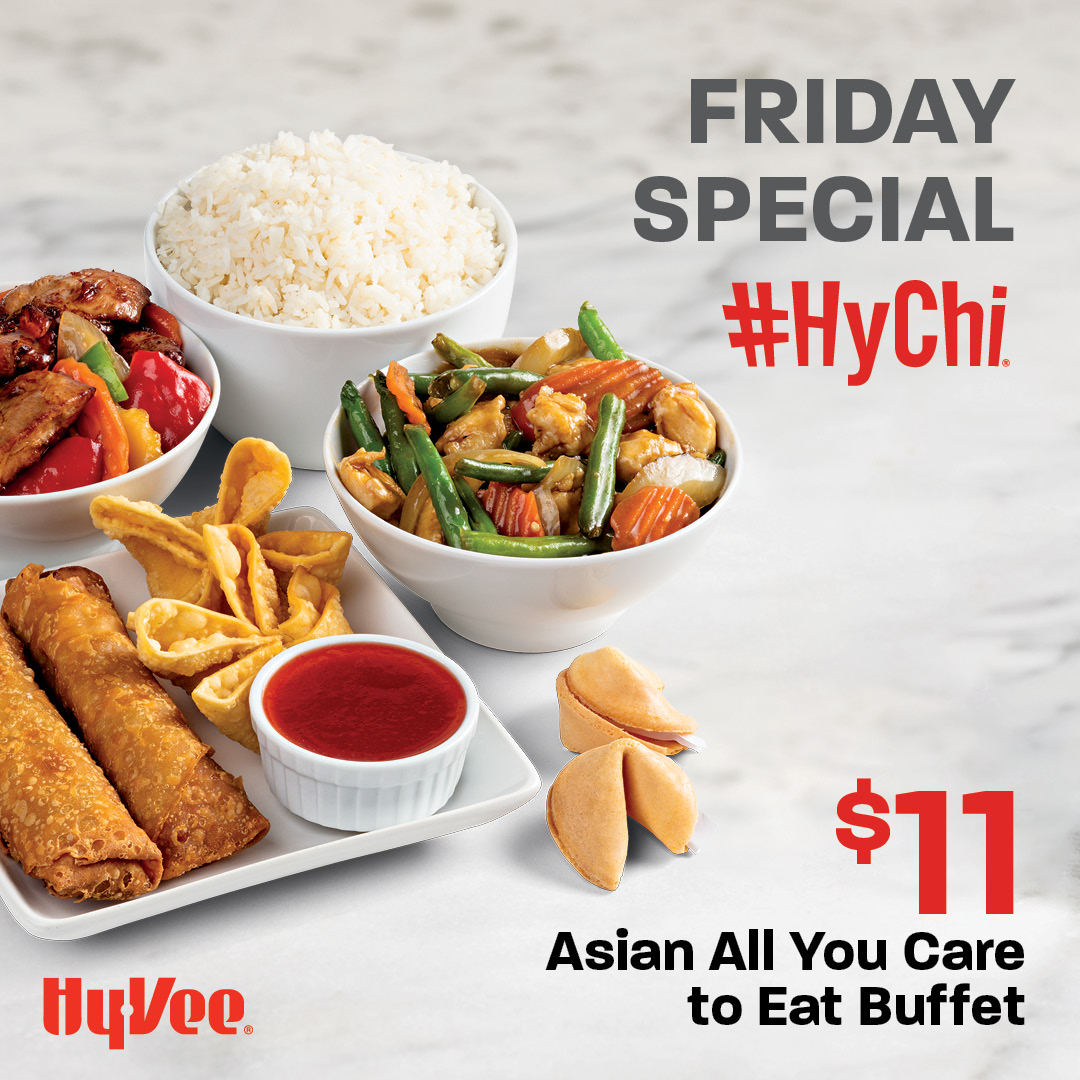 FRIDAY
SPECIAL
#HyChi®
$11
Asian All You Care
to Eat Buffet
HyVee®